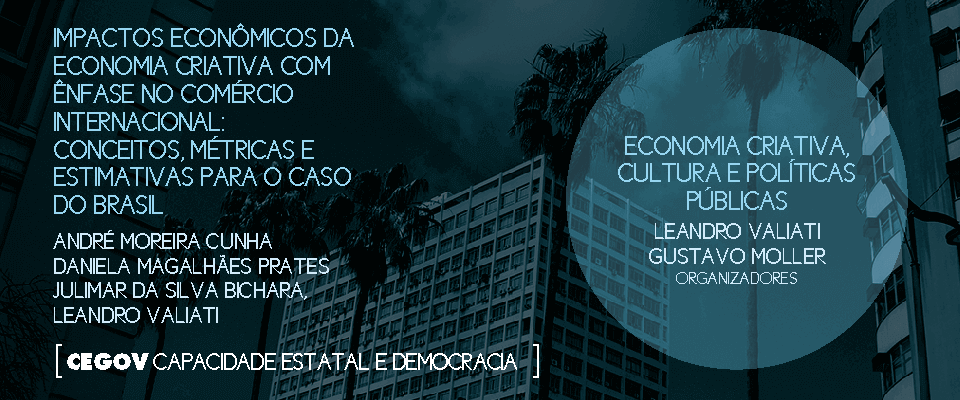 IMPACTOS ECONÔMICOS DA
ECONOMIA CRIATIVA COM
ÊNFASE NO COMÉRCIO
INTERNACIONAL:
CONCEITOS, MÉTRICAS E
ESTIMATIVAS PARA O CASO
DO BRASIL
ANDRÉ MOREIRA CUNHA
DANIELA MAGALHÃES PRATES
JULIMAR DA SILVA BICHARA,
LEANDRO VALIATI
[CEGOV CAPACIDADE ESTATAL E DEMOCRACIA ]
ECONOMIA CRIATIVA,
CULTURA E POLÍTICAS
PÚBLICAS
LEANDRO VALIATI
GUSTAVO MOLLER
ORGANIZADORES